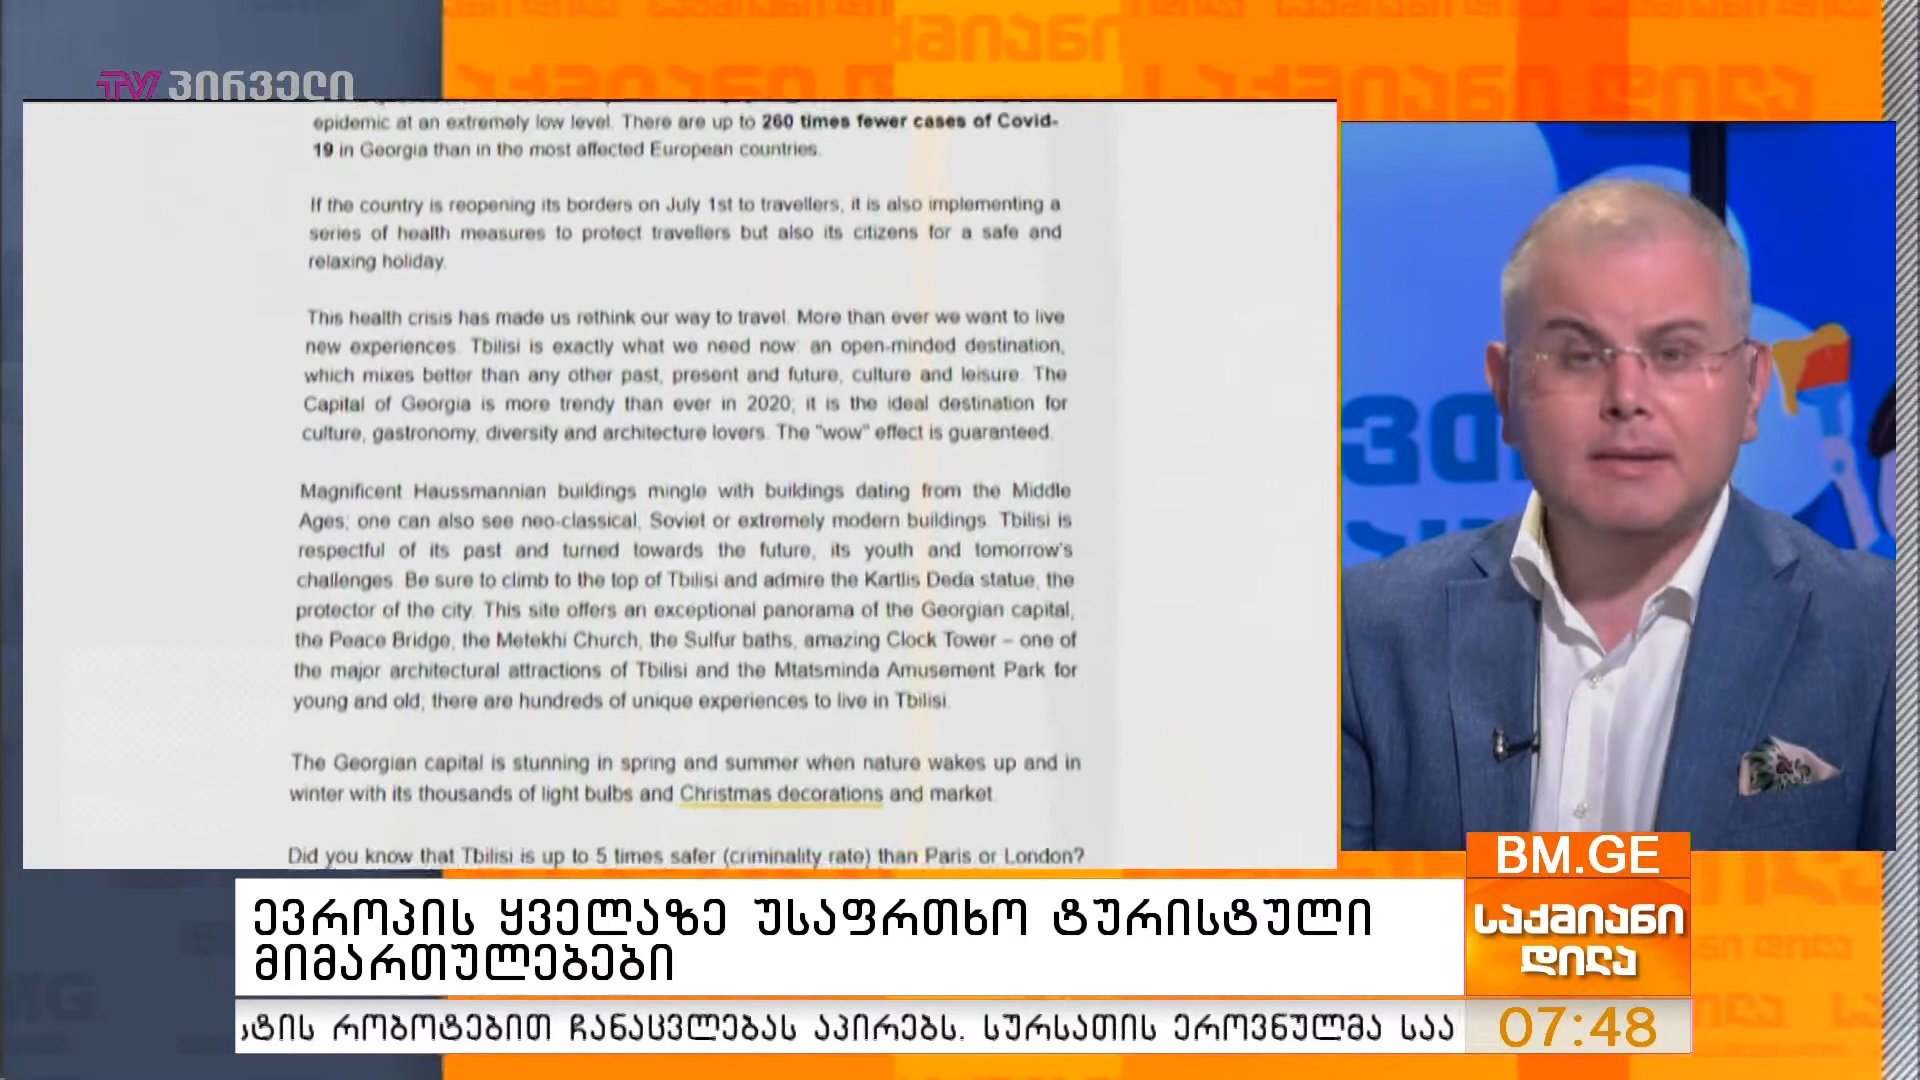 TV პირველი
epidemic at an extremely low level. There are up to 260 times fewer cases of Covid-
19 in Georgia than in the most affected European countries.
If the country is reopening its borders on July 1st to travellers, it is also implementing a
series of health measures to protect travellers but also its citizens for a safe and
relaxing holiday.
This health crisis has made us rethink our way to travel. More than ever we want to live
new experiences. Tbilisi is exactly what we need now: an open-minded destination,
which mixes better than any other past, present and future, culture and leisure. The
Capital of Georgia is more trendy than ever in 2020; it is the ideal destination for
culture, gastronomy, diversity and architecture lovers. The "wow" effect is guaranteed.
Magnificent Haussmannian buildings mingle with buildings dating from the Middle
Ages; one can also see neo-classical, Soviet or extremely modern buildings. Tbilisi is
respectful of its past and turned towards the future, its youth and tomorrow's
challenges. Be sure to climb to the top of Tbilisi and admire the Kartlis Deda statue, the
protector of the city. This site offers an exceptional panorama of the Georgian capital,
the Peace Bridge, the Metekhi Church, the Sulfur baths, amazing Clock Tower – one of
the major architectural attractions of Tbilisi and the Mtatsminda Amusement Park for
young and old; there are hundreds of unique experiences to live in Tbilisi.
The Georgian capital is stunning in spring and summer when nature wakes up and in
winter with its thousands of light bulbs and Christmas decorations and market.
Did you know that Tbilisi is up to 5 times safer (criminality rate) than Paris or London?
BM.GE
საქმიანი
დილა
ევროპის ყველაზე უსაფრთხო ტურისტული
მიმართულებები
რობოტებით ჩანაცვლებას აპირებს. სურსათის ეროვნულმა საა
07:48